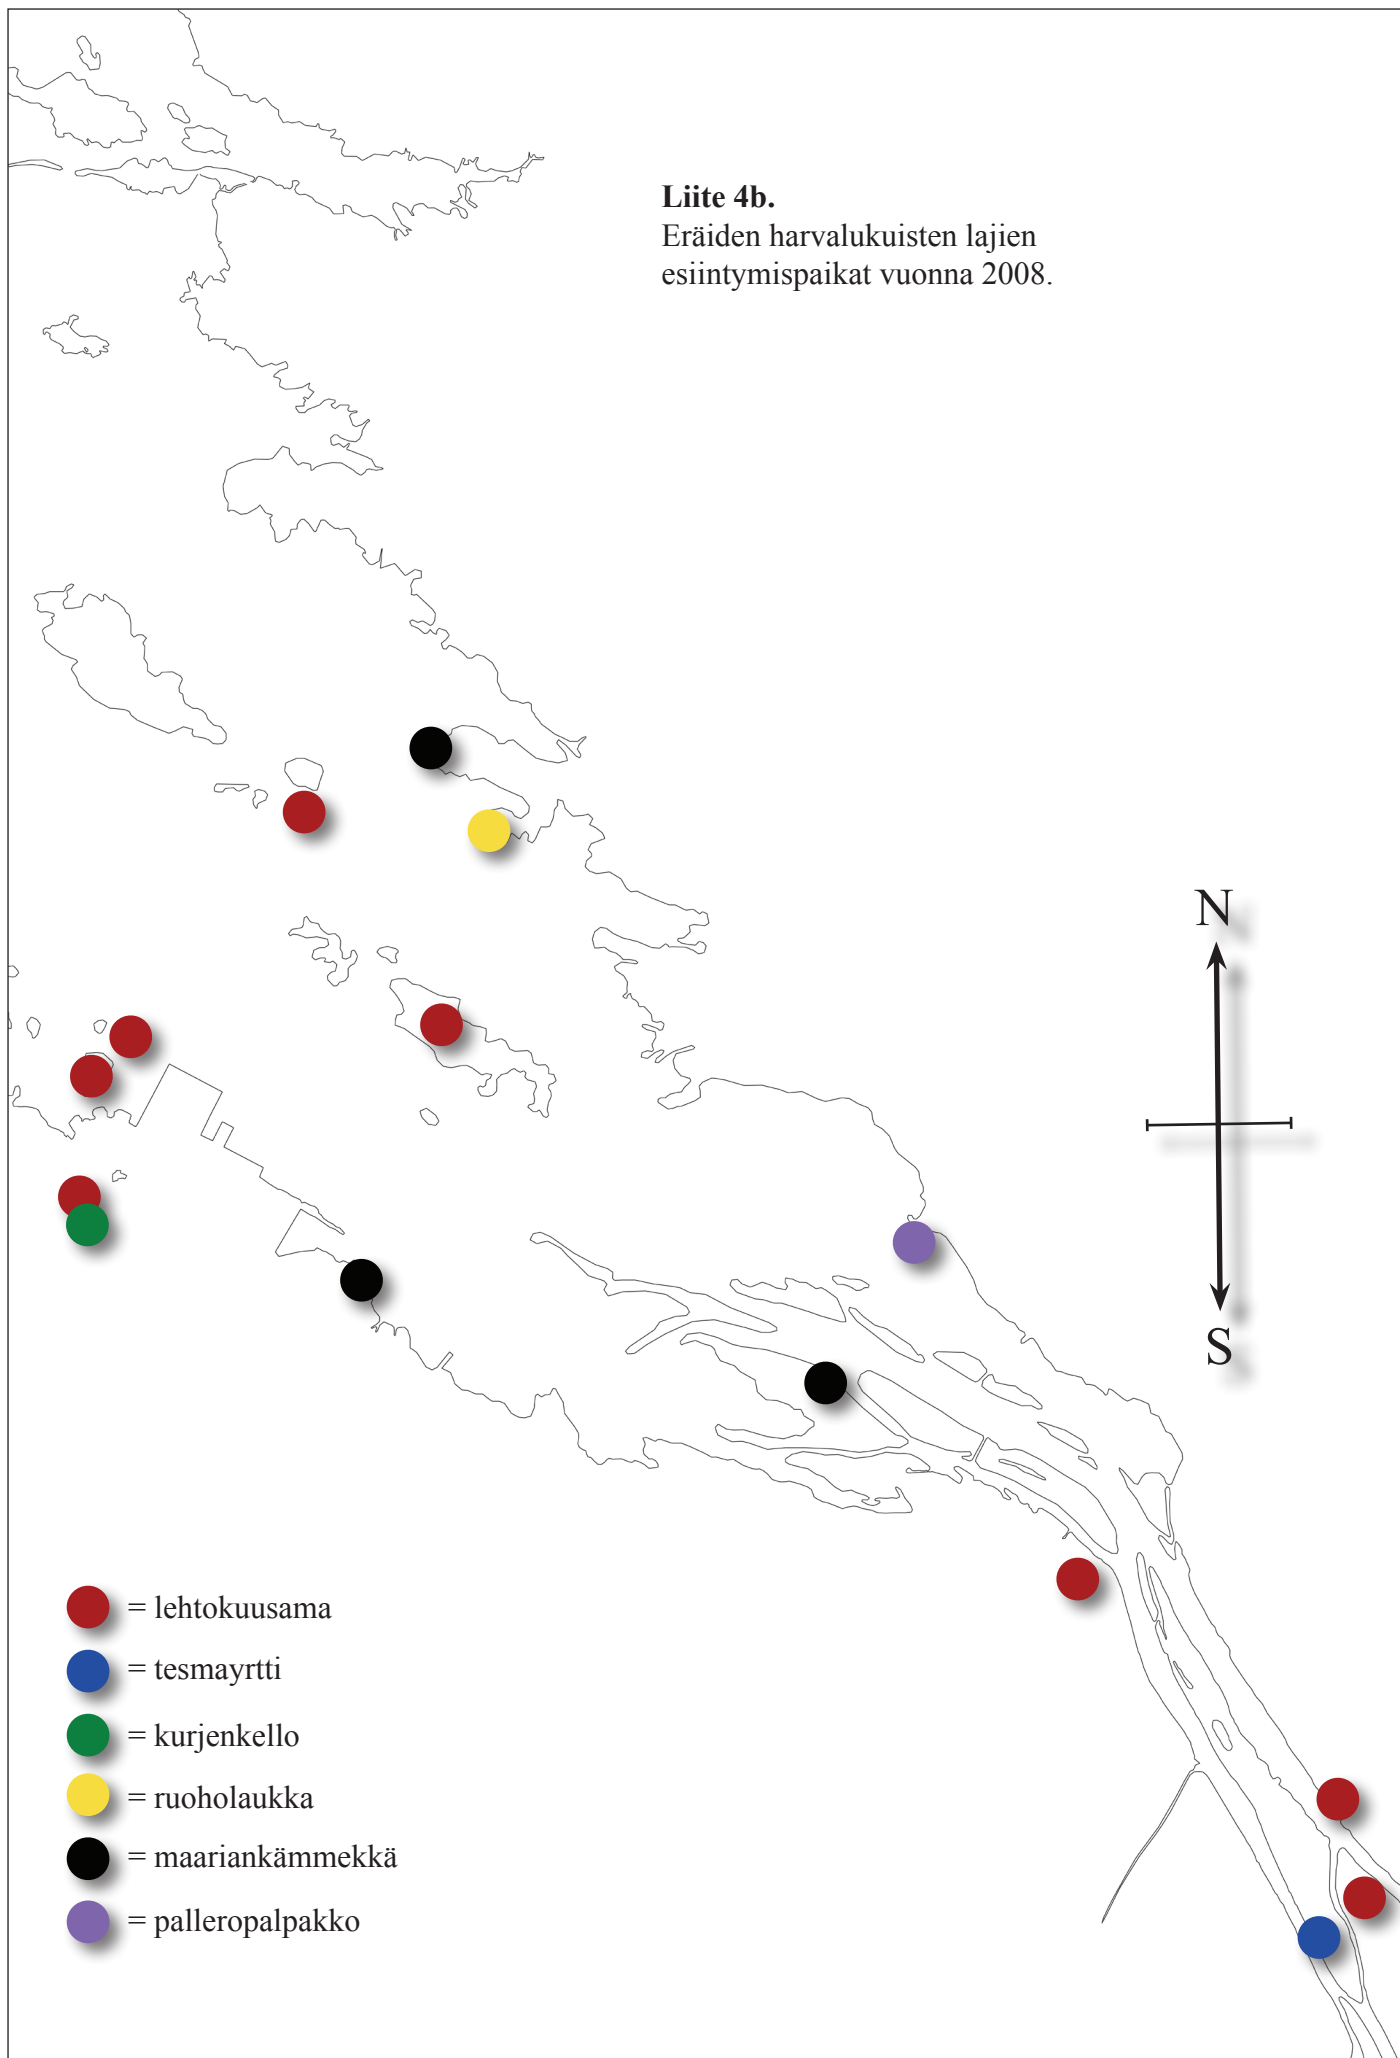 Liite 4b.
Eräiden harvalukuisten lajien
esiintymispaikat vuonna 2008.
N
S
= lehtokuusama
= tesmayrtti
= kurjenkello
= ruoholaukka
= maariankämmekkä
= palleropalpakko